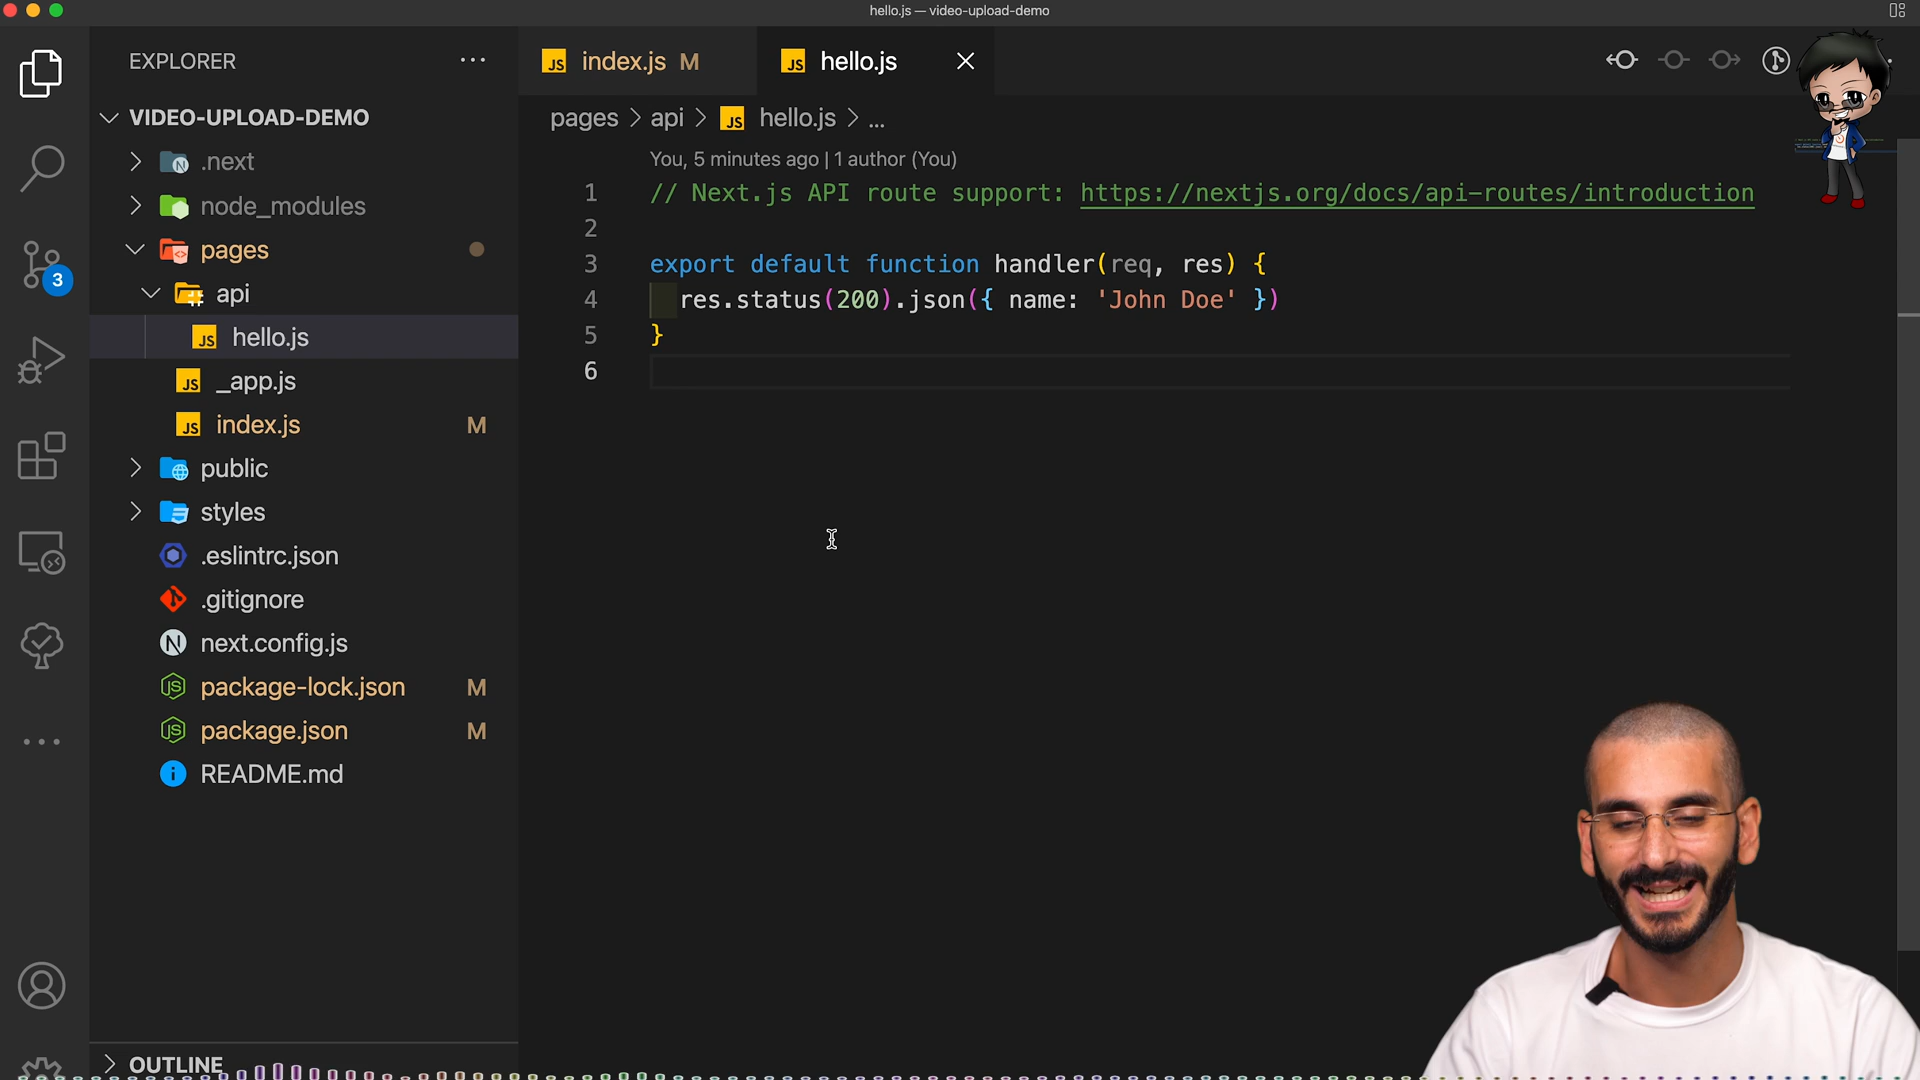 hello.js — video-upload-demo
EXPLORER
index.js M
hello.js
VIDEO-UPLOAD-DEMO
pages > api > JS hello.js > ...
.next
You, 5 minutes ago | 1 author (You)
1 // Next.js API route support: https://nextjs.org/docs/api-routes/introduction
node_modules
2
pages
3 export default function handler(req, res) {
api
4 res.status(200).json({ name: 'John Doe' })
hello.js
5 }
_app.js
6
index.js M
public
styles
.eslintrc.json
.gitignore
next.config.js
package-lock.json M
package.json M
README.md
3
OUTLINE